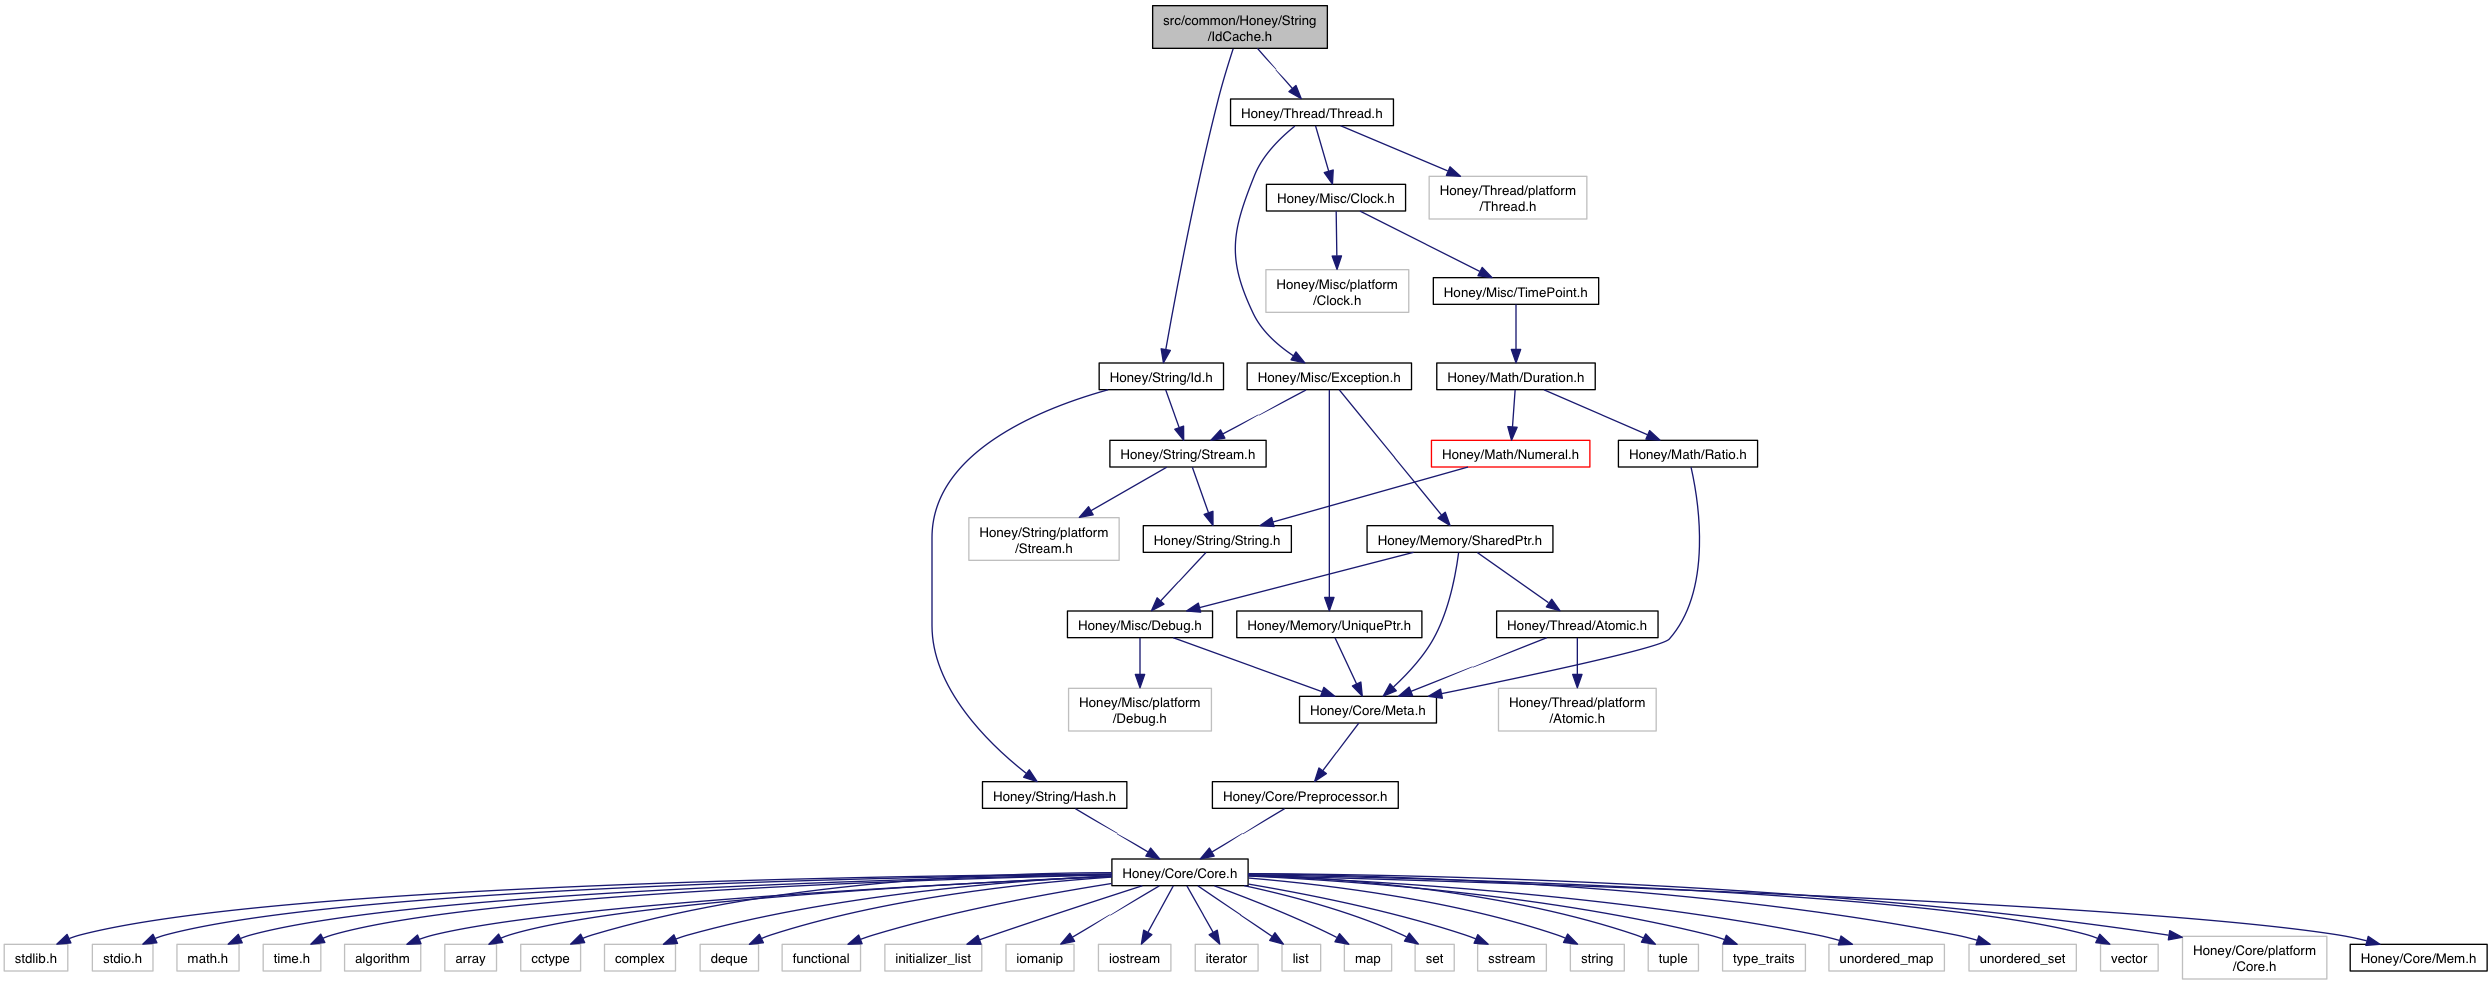 src/common/Honey/String
/IdCache.h
Honey/Thread/Thread.h
Honey/Misc/Clock.h
Honey/Thread/platform
/Thread.h
Honey/Misc/platform
/Clock.h
Honey/Misc/TimePoint.h
Honey/String/Id.h
Honey/Misc/Exception.h
Honey/Math/Duration.h
Honey/String/Stream.h
Honey/Math/Numeral.h
Honey/Math/Ratio.h
Honey/String/platform
/Stream.h
Honey/String/String.h
Honey/Memory/SharedPtr.h
Honey/Misc/Debug.h
Honey/Memory/UniquePtr.h
Honey/Thread/Atomic.h
Honey/Misc/platform
/Debug.h
Honey/Core/Meta.h
Honey/Thread/platform
/Atomic.h
Honey/String/Hash.h
Honey/Core/Preprocessor.h
Honey/Core/Core.h
stdlib.h
stdio.h
math.h
time.h
algorithm
array
cctype
complex
deque
functional
initializer_list
iomanip
iostream
iterator
list
map
set
sstream
string
tuple
type_traits
unordered_map
unordered_set
vector
Honey/Core/platform
/Core.h
Honey/Core/Mem.h